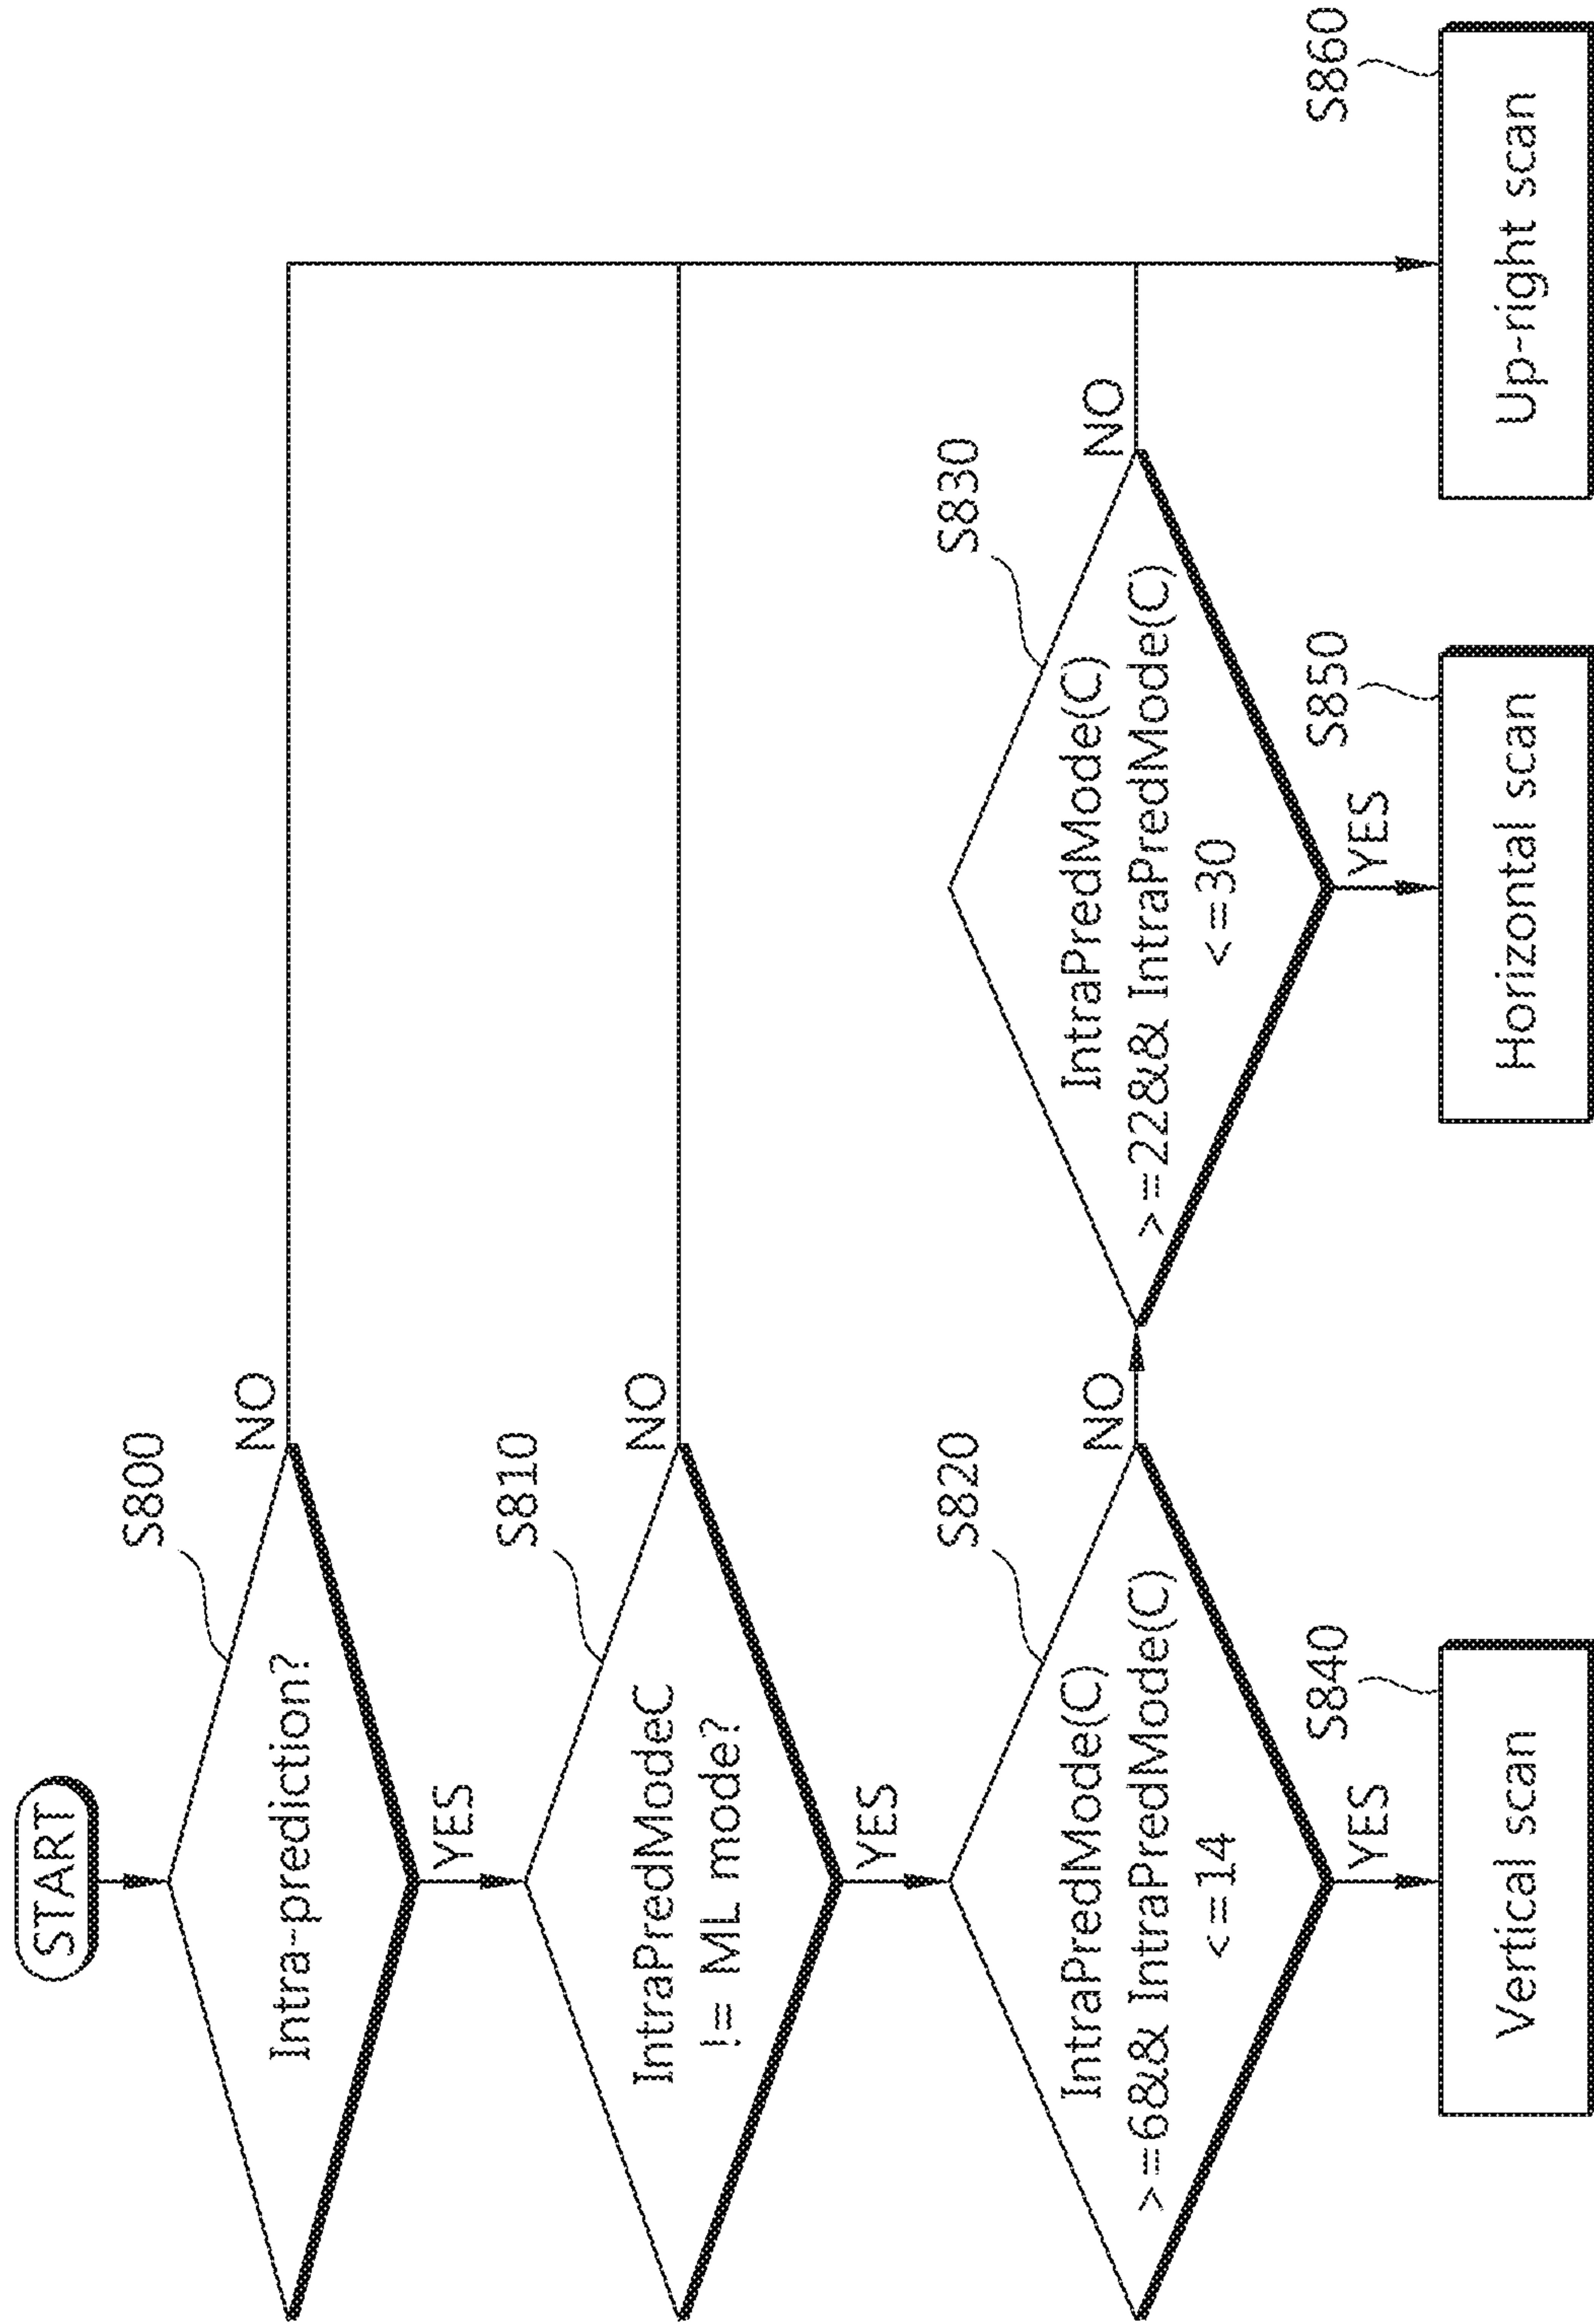 START
S800
Intra-prediction?
NO
YES
S810
IntraPredModeC
!= ML mode?
NO
YES
S820
IntraPredMode(C)
>=6&& IntraPredMode(C)
<=14
NO
YES
S830
IntraPredMode(C)
>=22&& IntraPredMode(C)
<=30
NO
YES
S840
Vertical scan
S850
Horizontal scan
S860
Up-right scan